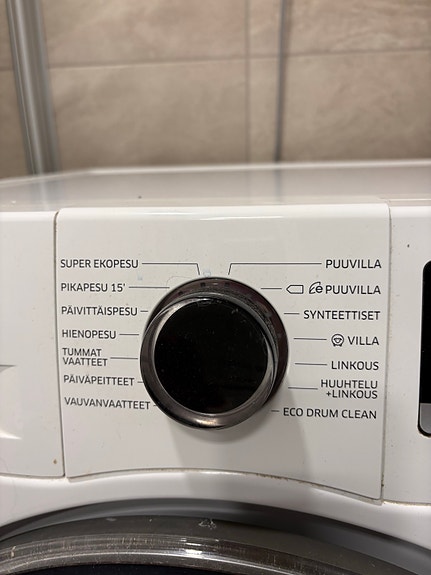 SUPER EKOPESU
PIKAPESU 15'
PÄIVITTÄISPESU
HIENOPESU
TUMMAT
VAATTEET
PÄIVÄPEITTEET
VAUVANVAATTEET
PUUVILLA
PUUVILLA
SYNTEETTISET
VILLA
LINKOUS
HUUHTELU
+LINKOUS
ECO DRUM CLEAN